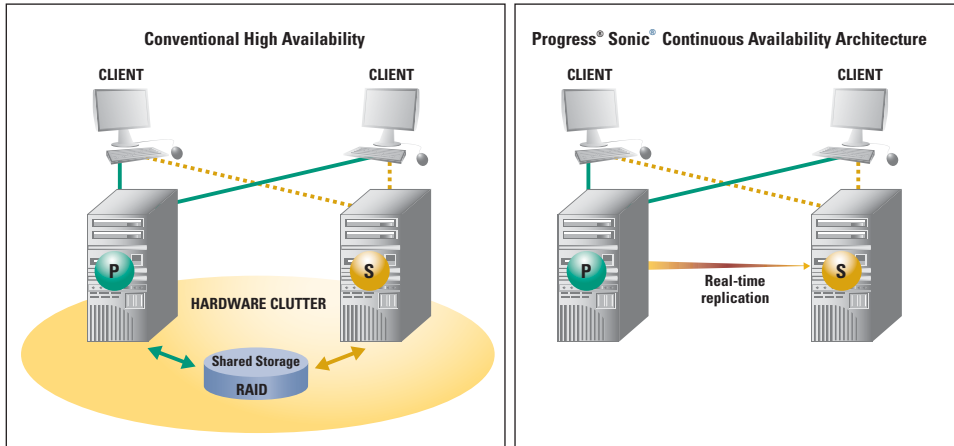 Conventional High Availability
CLIENT
CLIENT
P
S
HARDWARE CLUTTER
Shared Storage
RAID
Progress® Sonic® Continuous Availability Architecture
CLIENT
CLIENT
P
S
Real-time
replication